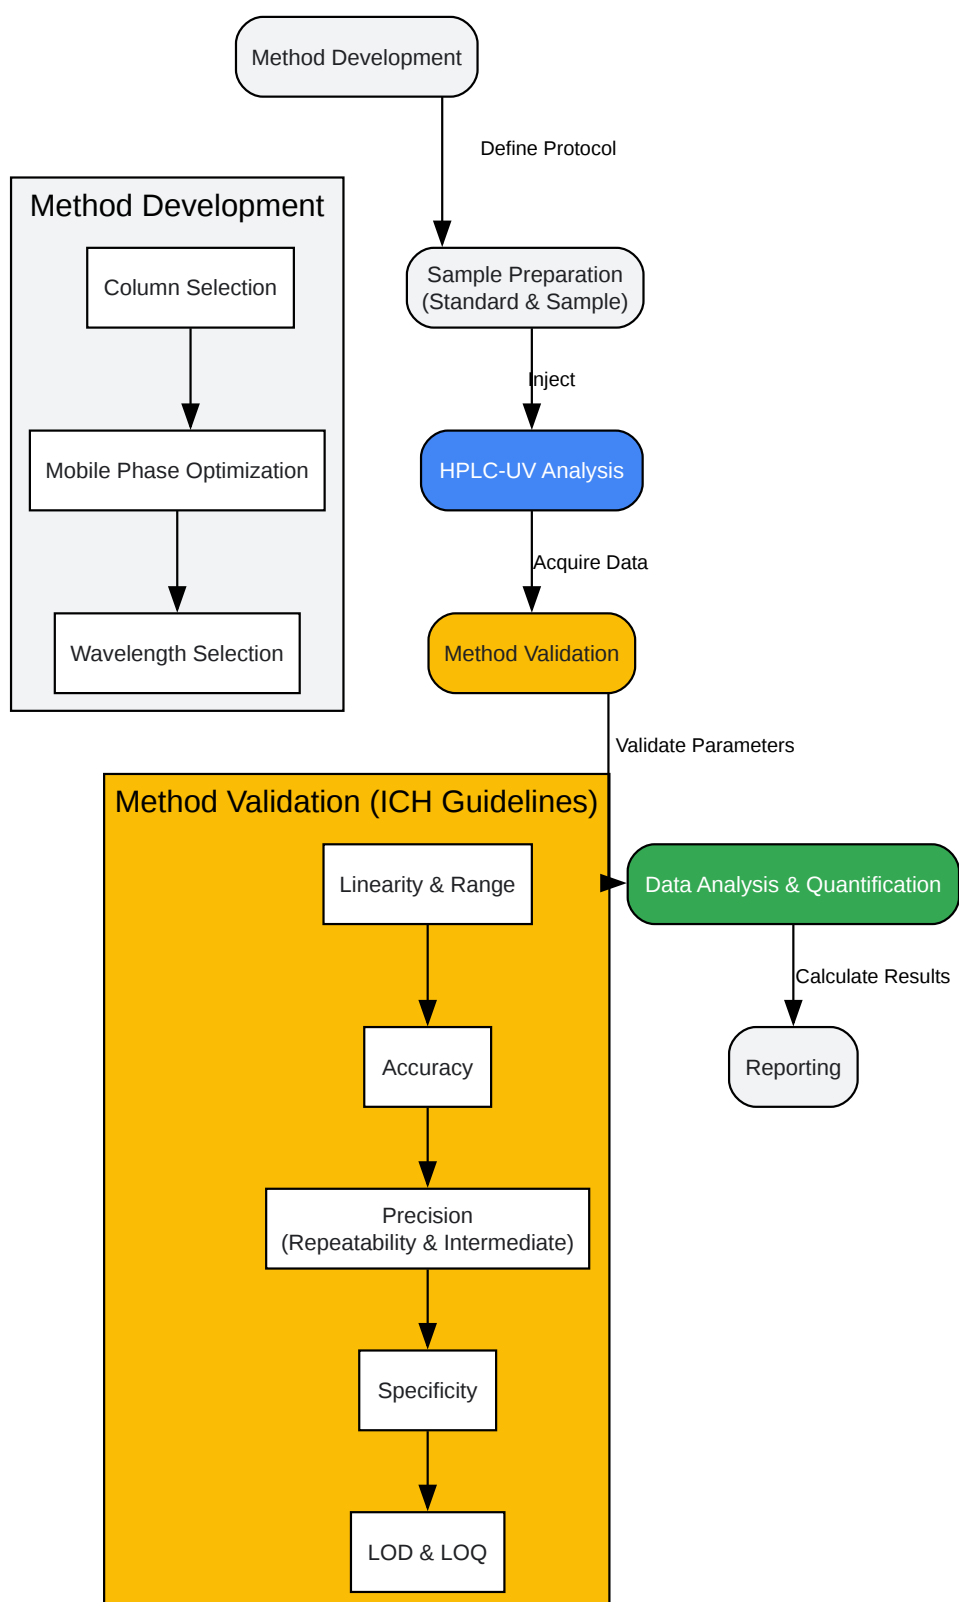 Method Development
Define Protocol
Method Development
Column Selection
Sample Preparation
(Standard & Sample)
Inject
Mobile Phase Optimization
HPLC-UV Analysis
Acquire Data
Wavelength Selection
Method Validation
Validate Parameters
Method Validation (ICH Guidelines)
Linearity & Range
Data Analysis & Quantification
Calculate Results
Accuracy
Reporting
Precision
(Repeatability & Intermediate)
Specificity
LOD & LOQ